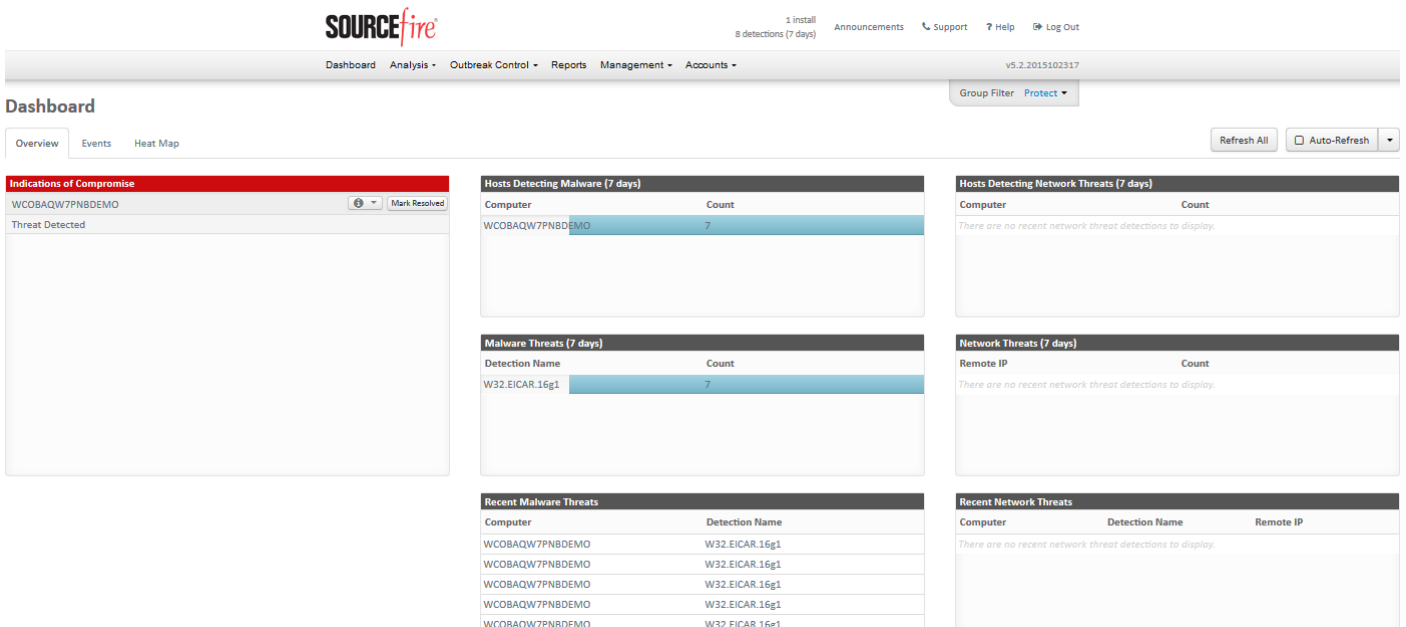 SOURCEfire®
1 install
8 detections (7 days)
Announcements
Support
? Help
Log Out
Dashboard Analysis Outbreak Control Reports Management Accounts
v5.2.2015102317
Group Filter Protect
Dashboard
Overview Events Heat Map
Refresh All
Auto-Refresh
Indications of Compromise
WCOBAQW7PNBDEMO
Mark Resolved
Threat Detected
Hosts Detecting Malware (7 days)
Computer Count
WCOBAQW7PNBDEMO 7
Hosts Detecting Network Threats (7 days)
Computer Count
There are no recent network threat detections to display.
Malware Threats (7 days)
Detection Name Count
W32.EICAR.16g1 7
Network Threats (7 days)
Remote IP Count
There are no recent network threat detections to display.
Recent Malware Threats
Computer Detection Name
WCOBAQW7PNBDEMO W32.EICAR.16g1
WCOBAQW7PNBDEMO W32.EICAR.16g1
WCOBAQW7PNBDEMO W32.EICAR.16g1
WCOBAQW7PNBDEMO W32.EICAR.16g1
WCOBAQW7PNBDEMO W32.EICAR.16g1
Recent Network Threats
Computer Detection Name Remote IP
There are no recent network threat detections to display.